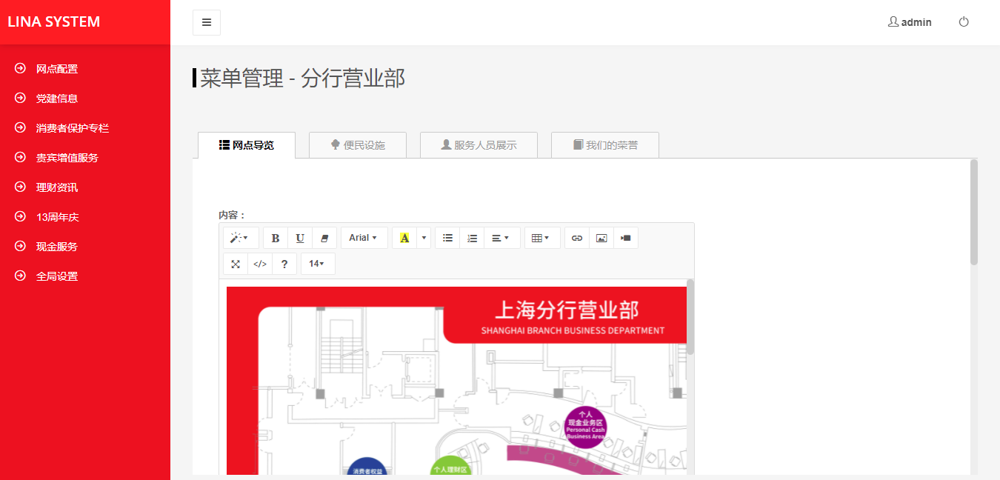 LINA SYSTEM
admin
网点配置
党建信息
消费者保护专栏
贵宾增值服务
理财资讯
13周年庆
现金服务
全局设置
菜单管理 - 分行营业部
网点导览
便民设施
服务人员展示
我们的荣誉
内容：
B U Arial A
</> ? 14
上海分行营业部
SHANGHAI BRANCH BUSINESS DEPARTMENT
个人
现金业务区
Personal Cash
Business Area
消费者权益
个人理财区